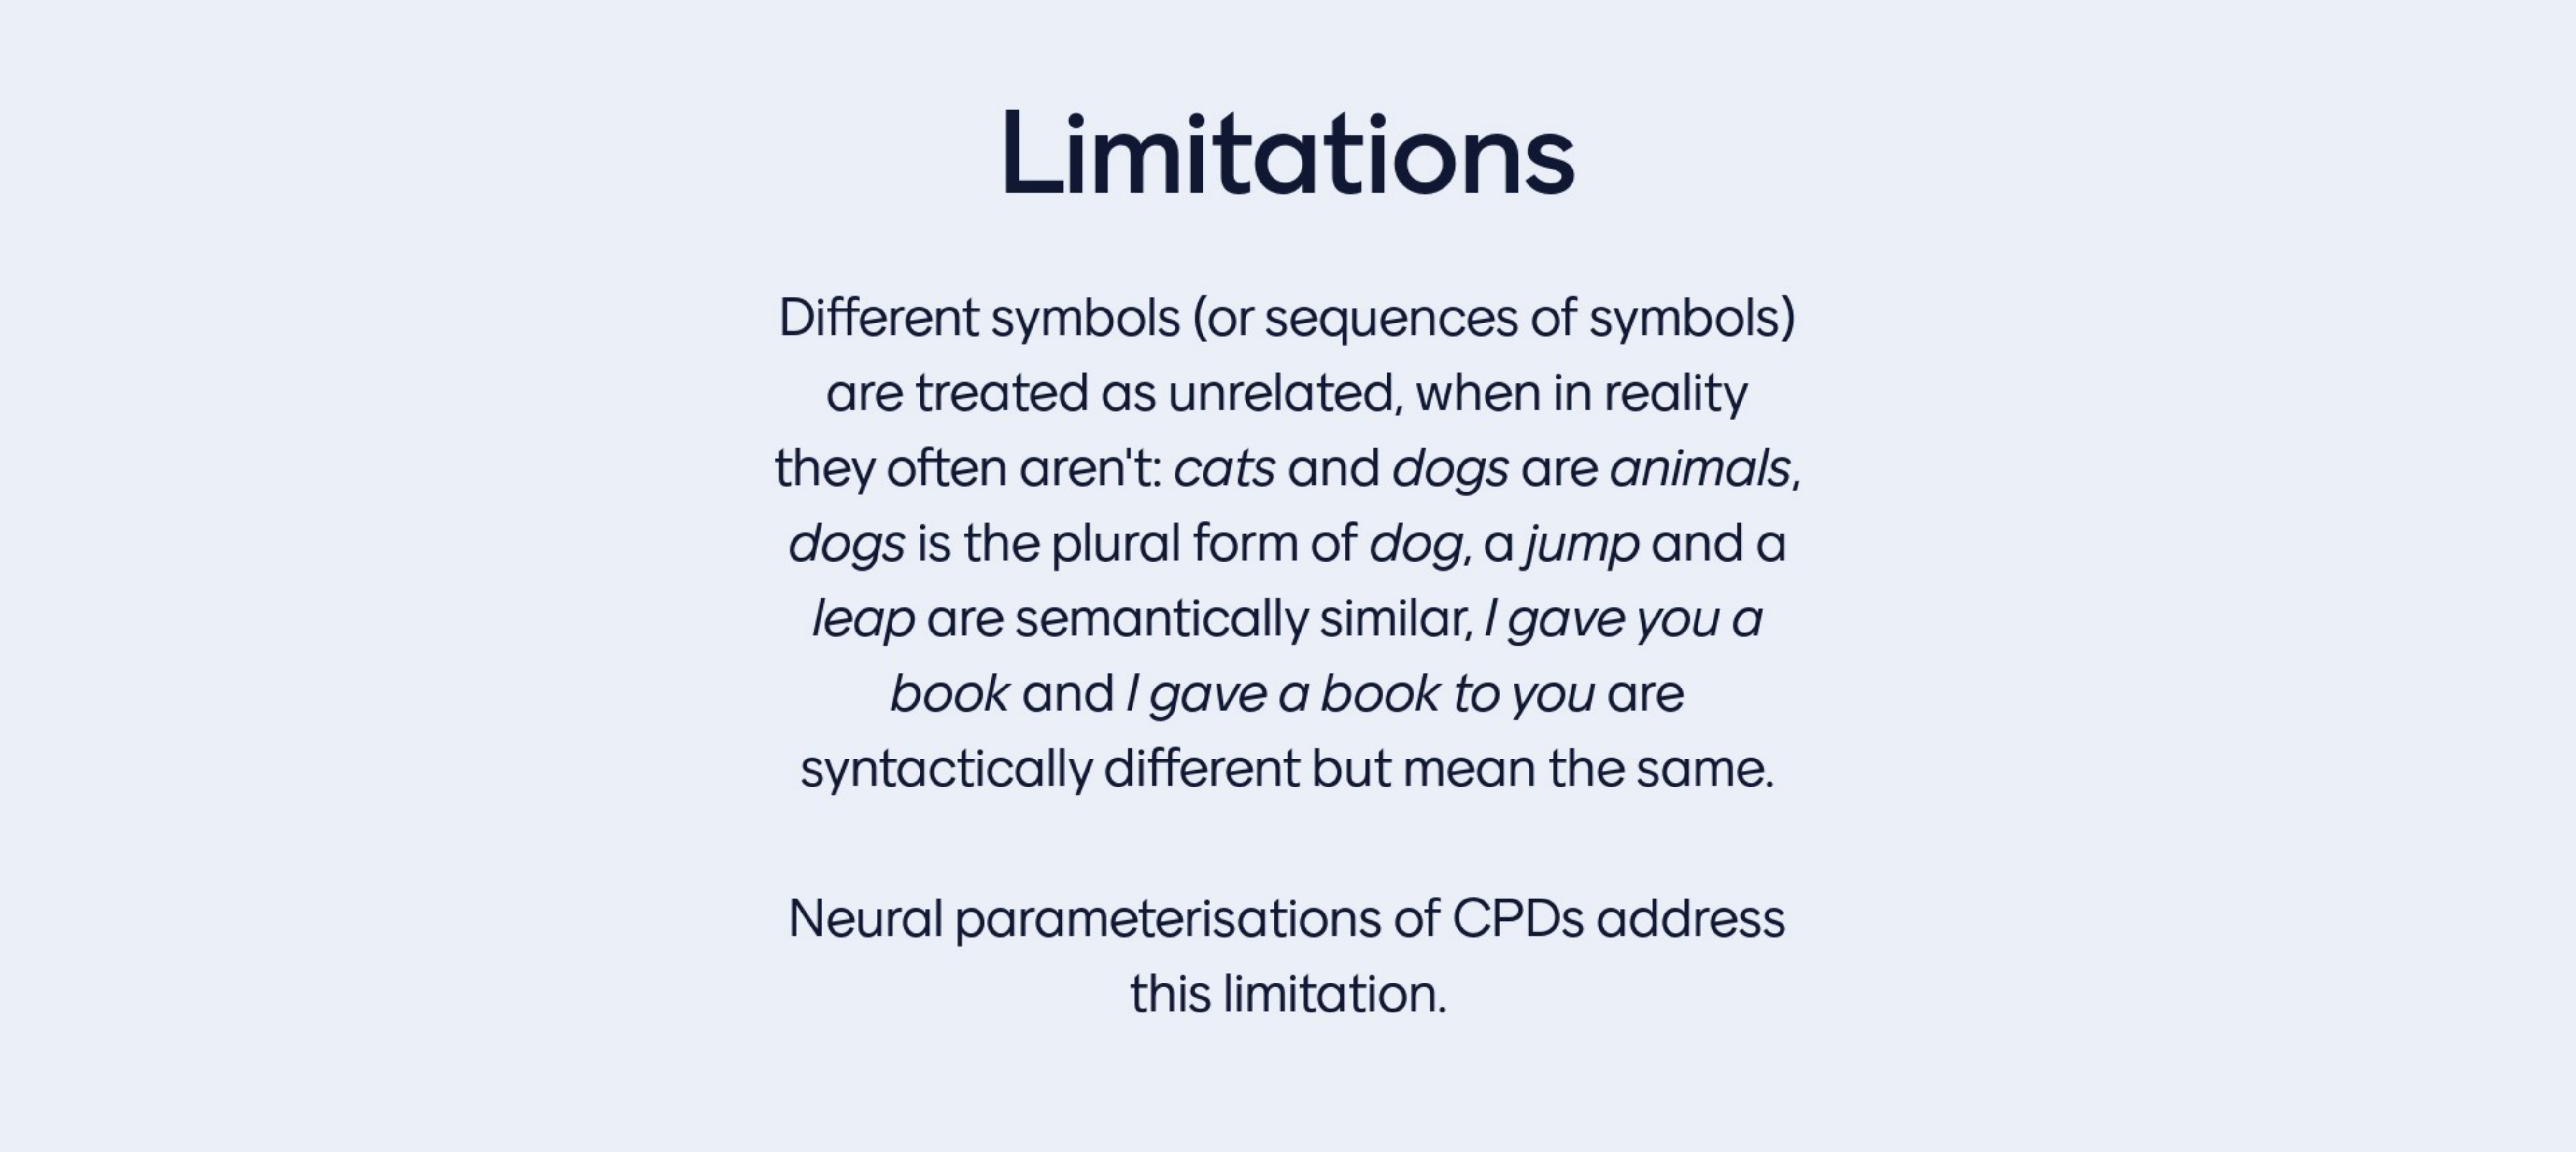 Limitations
Different symbols (or sequences of symbols)
are treated as unrelated, when in reality
they often aren't: cats and dogs are animals,
dogs is the plural form of dog, a jump and a
leap are semantically similar, I gave you a
book and I gave a book to you are
syntactically different but mean the same.
Neural parameterisations of CPDs address
this limitation.